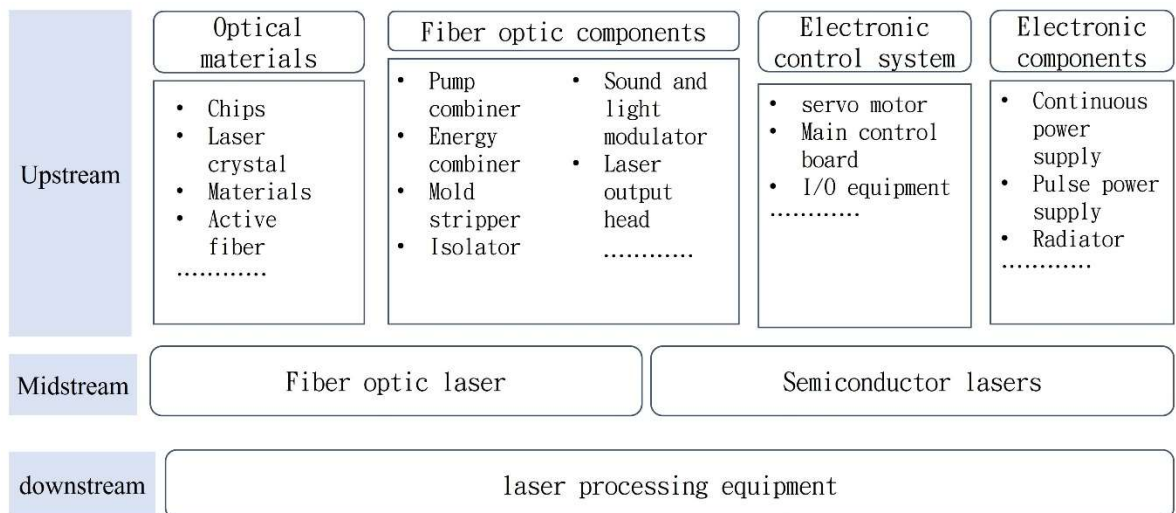 Upstream
Optical
materials
• Chips
• Laser
crystal
• Materials
• Active
fiber
............
Fiber optic components
• Pump
combiner
• Energy
combiner
• Mold
stripper
• Isolator
• Sound and
light
modulator
• Laser
output
head
............
Electronic
control system
• servo motor
• Main control
board
• I/O equipment
............
Electronic
components
• Continuous
power
supply
• Pulse power
supply
• Radiator
............
Midstream
Fiber optic laser
Semiconductor lasers
downstream
laser processing equipment